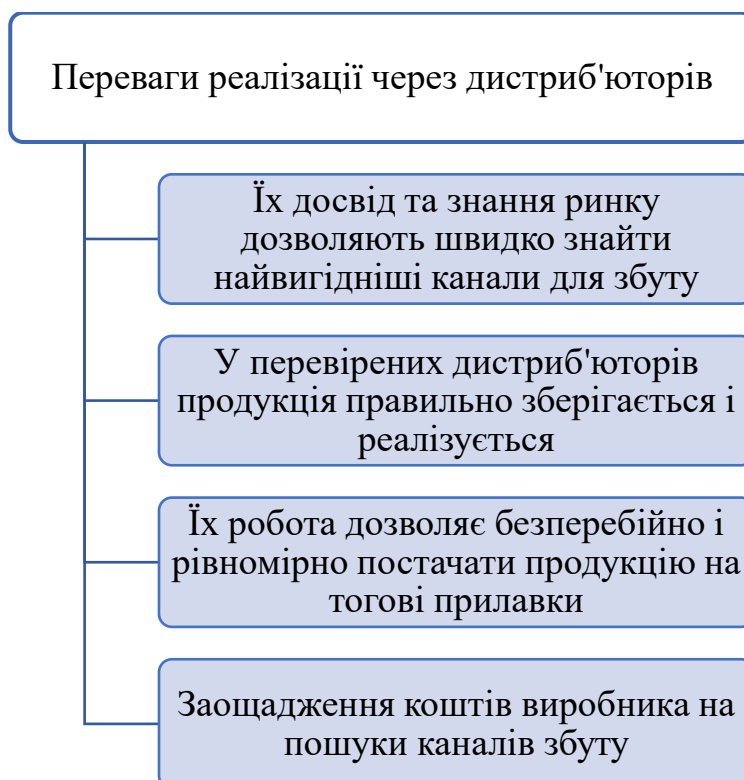 Переваги реалізації через дистриб'юторів
Їх досвід та знання ринку
дозволяють швидко знайти
найвигідніші канали для збуту
У перевірених дистриб'юторів
продукція правильно зберігається і
реалізується
Їх робота дозволяє безперебійно і
рівномірно постачати продукцію на
тогові прилавки
Заощадження коштів виробника на
пошуки каналів збуту